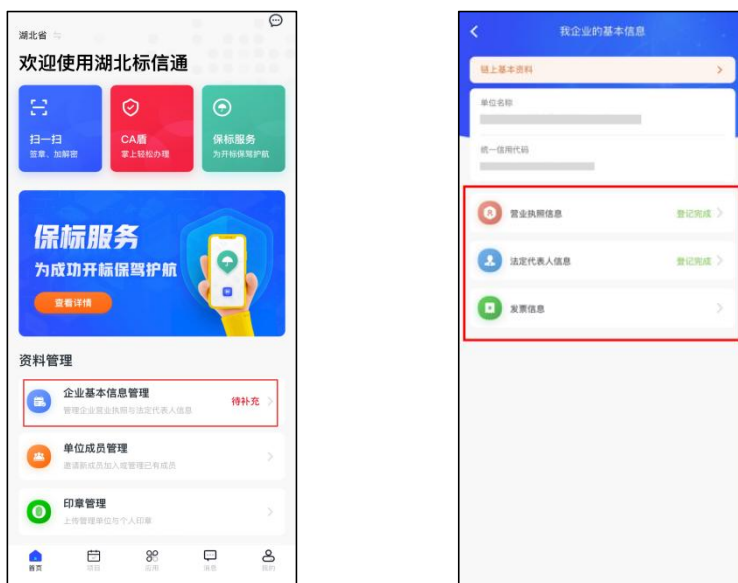 湖北省
欢迎使用湖北标信通
扫一扫
签章、加解密
CA盾
掌上轻松办理
保标服务
为开标保驾护航
保标服务
为成功开标保驾护航
查看详情
资料管理
企业基本信息管理
管理企业营业执照与法定代表人信息
待补充
单位成员管理
邀请新成员加入或管理已有成员
印章管理
上传管理单位与个人印章
首页
项目
应用
消息
我的
我企业的基本信息
链上基本资料
单位名称
统一信用代码
营业执照信息
登记完成
法定代表人信息
登记完成
发票信息